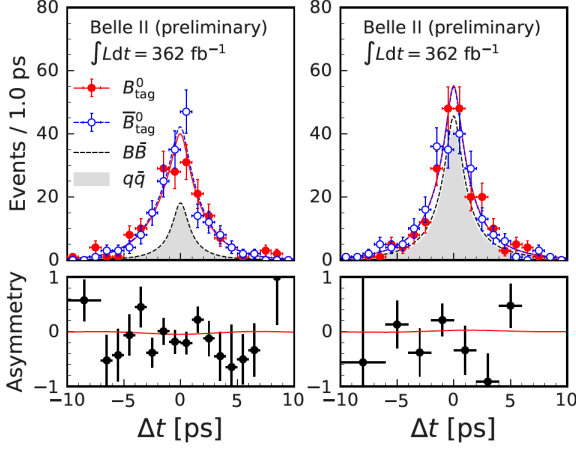 Belle II (preliminary)
∫Ldt = 362 fb⁻¹
B⁰tag
B̅⁰tag
BB̅
qq̅
Events / 1.0 ps
80
60
40
20
0
Belle II (preliminary)
∫Ldt = 362 fb⁻¹
80
60
40
20
0
Asymmetry
1
0
−1
−10 −5 0 5 10
Δt [ps]
1
0
−1
−10 −5 0 5 10
Δt [ps]